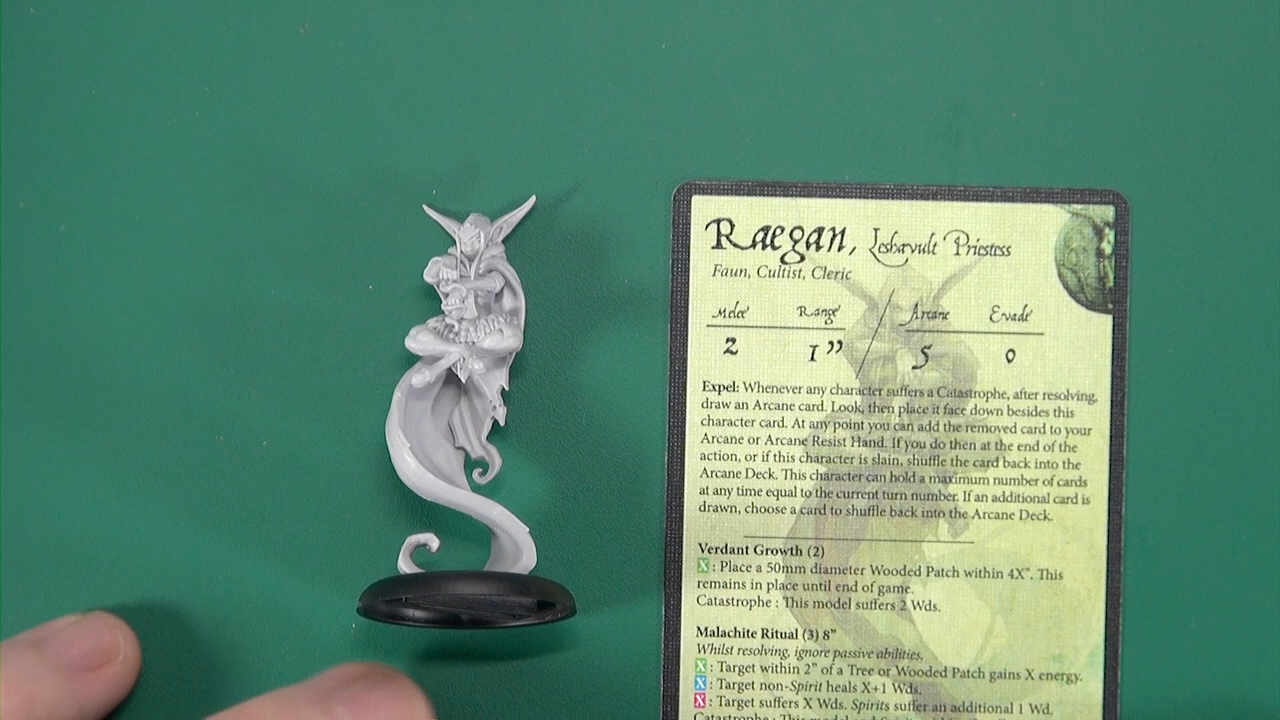 Raegan, Leshavult Priestess
Faun, Cultist, Cleric
Melee Range Arcane Evade
2 1" 5 0
Expel: Whenever any character suffers a Catastrophe, after resolving,
draw an Arcane card. Look, then place it face down besides this
character card. At any point you can add the removed card to your
Arcane or Arcane Resist Hand. If you do then at the end of the
action, or if this character is slain, shuffle the card back into the
Arcane Deck. This character can hold a maximum number of cards
at any time equal to the current turn number. If an additional card is
drawn, choose a card to shuffle back into the Arcane Deck.
Verdant Growth (2)
X : Place a 50mm diameter Wooded Patch within 4X". This
remains in place until end of game.
Catastrophe : This model suffers 2 Wds.
Malachite Ritual (3) 8"
Whilst resolving, ignore passive abilities.
X : Target within 2" of a Tree or Wooded Patch gains X energy.
X : Target non-Spirit heals X+1 Wds.
X : Target suffers X Wds. Spirits suffer an additional 1 Wd.
Catastrophe : This model and